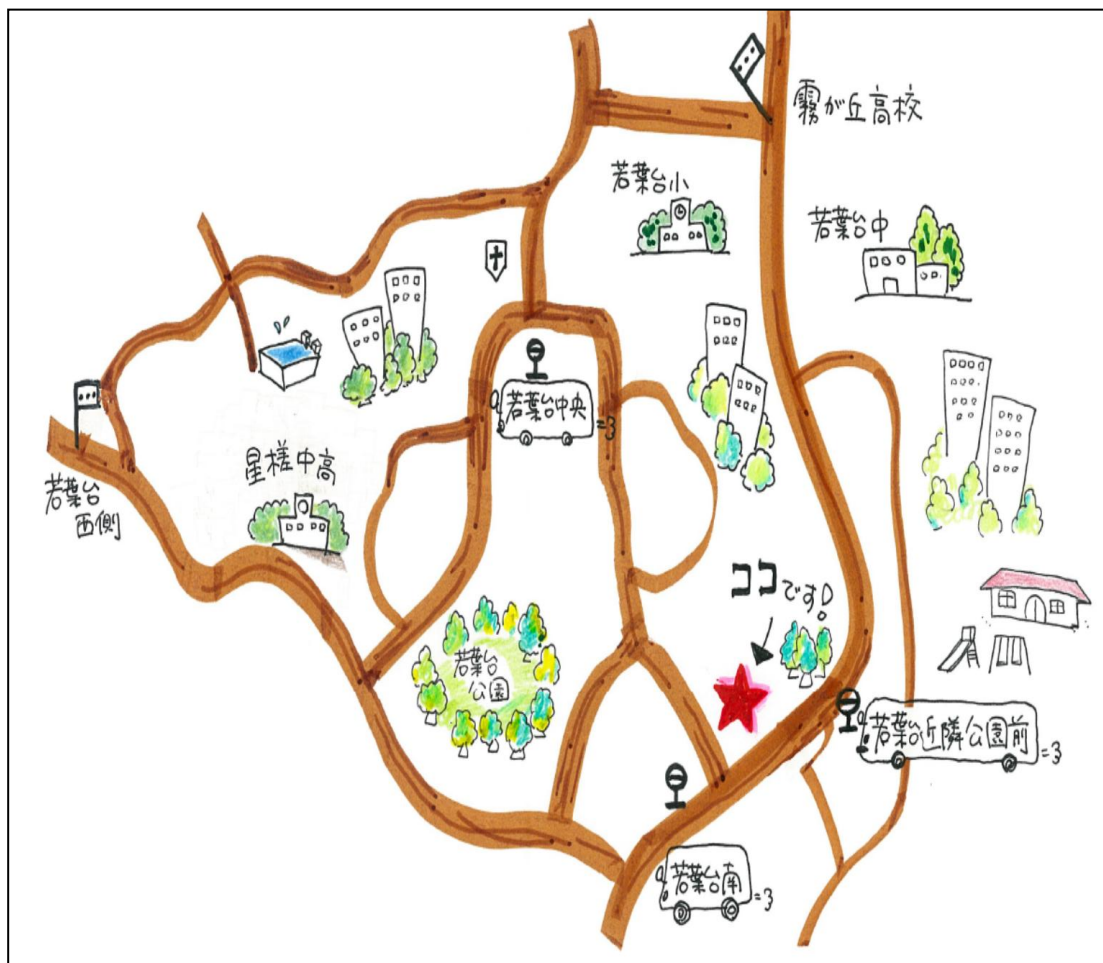 霧が丘高校
若葉台小
若葉台中
若葉台中央
星槎中高
若葉台
西側
ココです!
若葉台
公園
若葉台近隣公園前
若葉台南